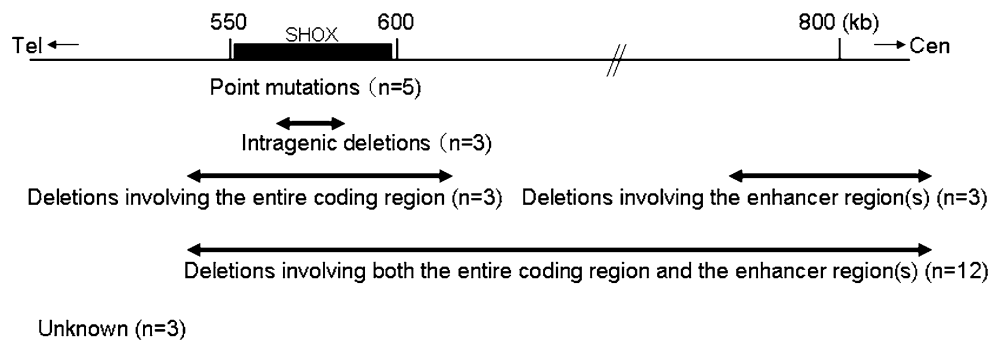 550 SHOX 600 800 (kb)
Tel Cen
Point mutations (n=5)
Intragenic deletions (n=3)
Deletions involving the entire coding region (n=3) Deletions involving the enhancer region(s) (n=3)
Deletions involving both the entire coding region and the enhancer region(s) (n=12)
Unknown (n=3)